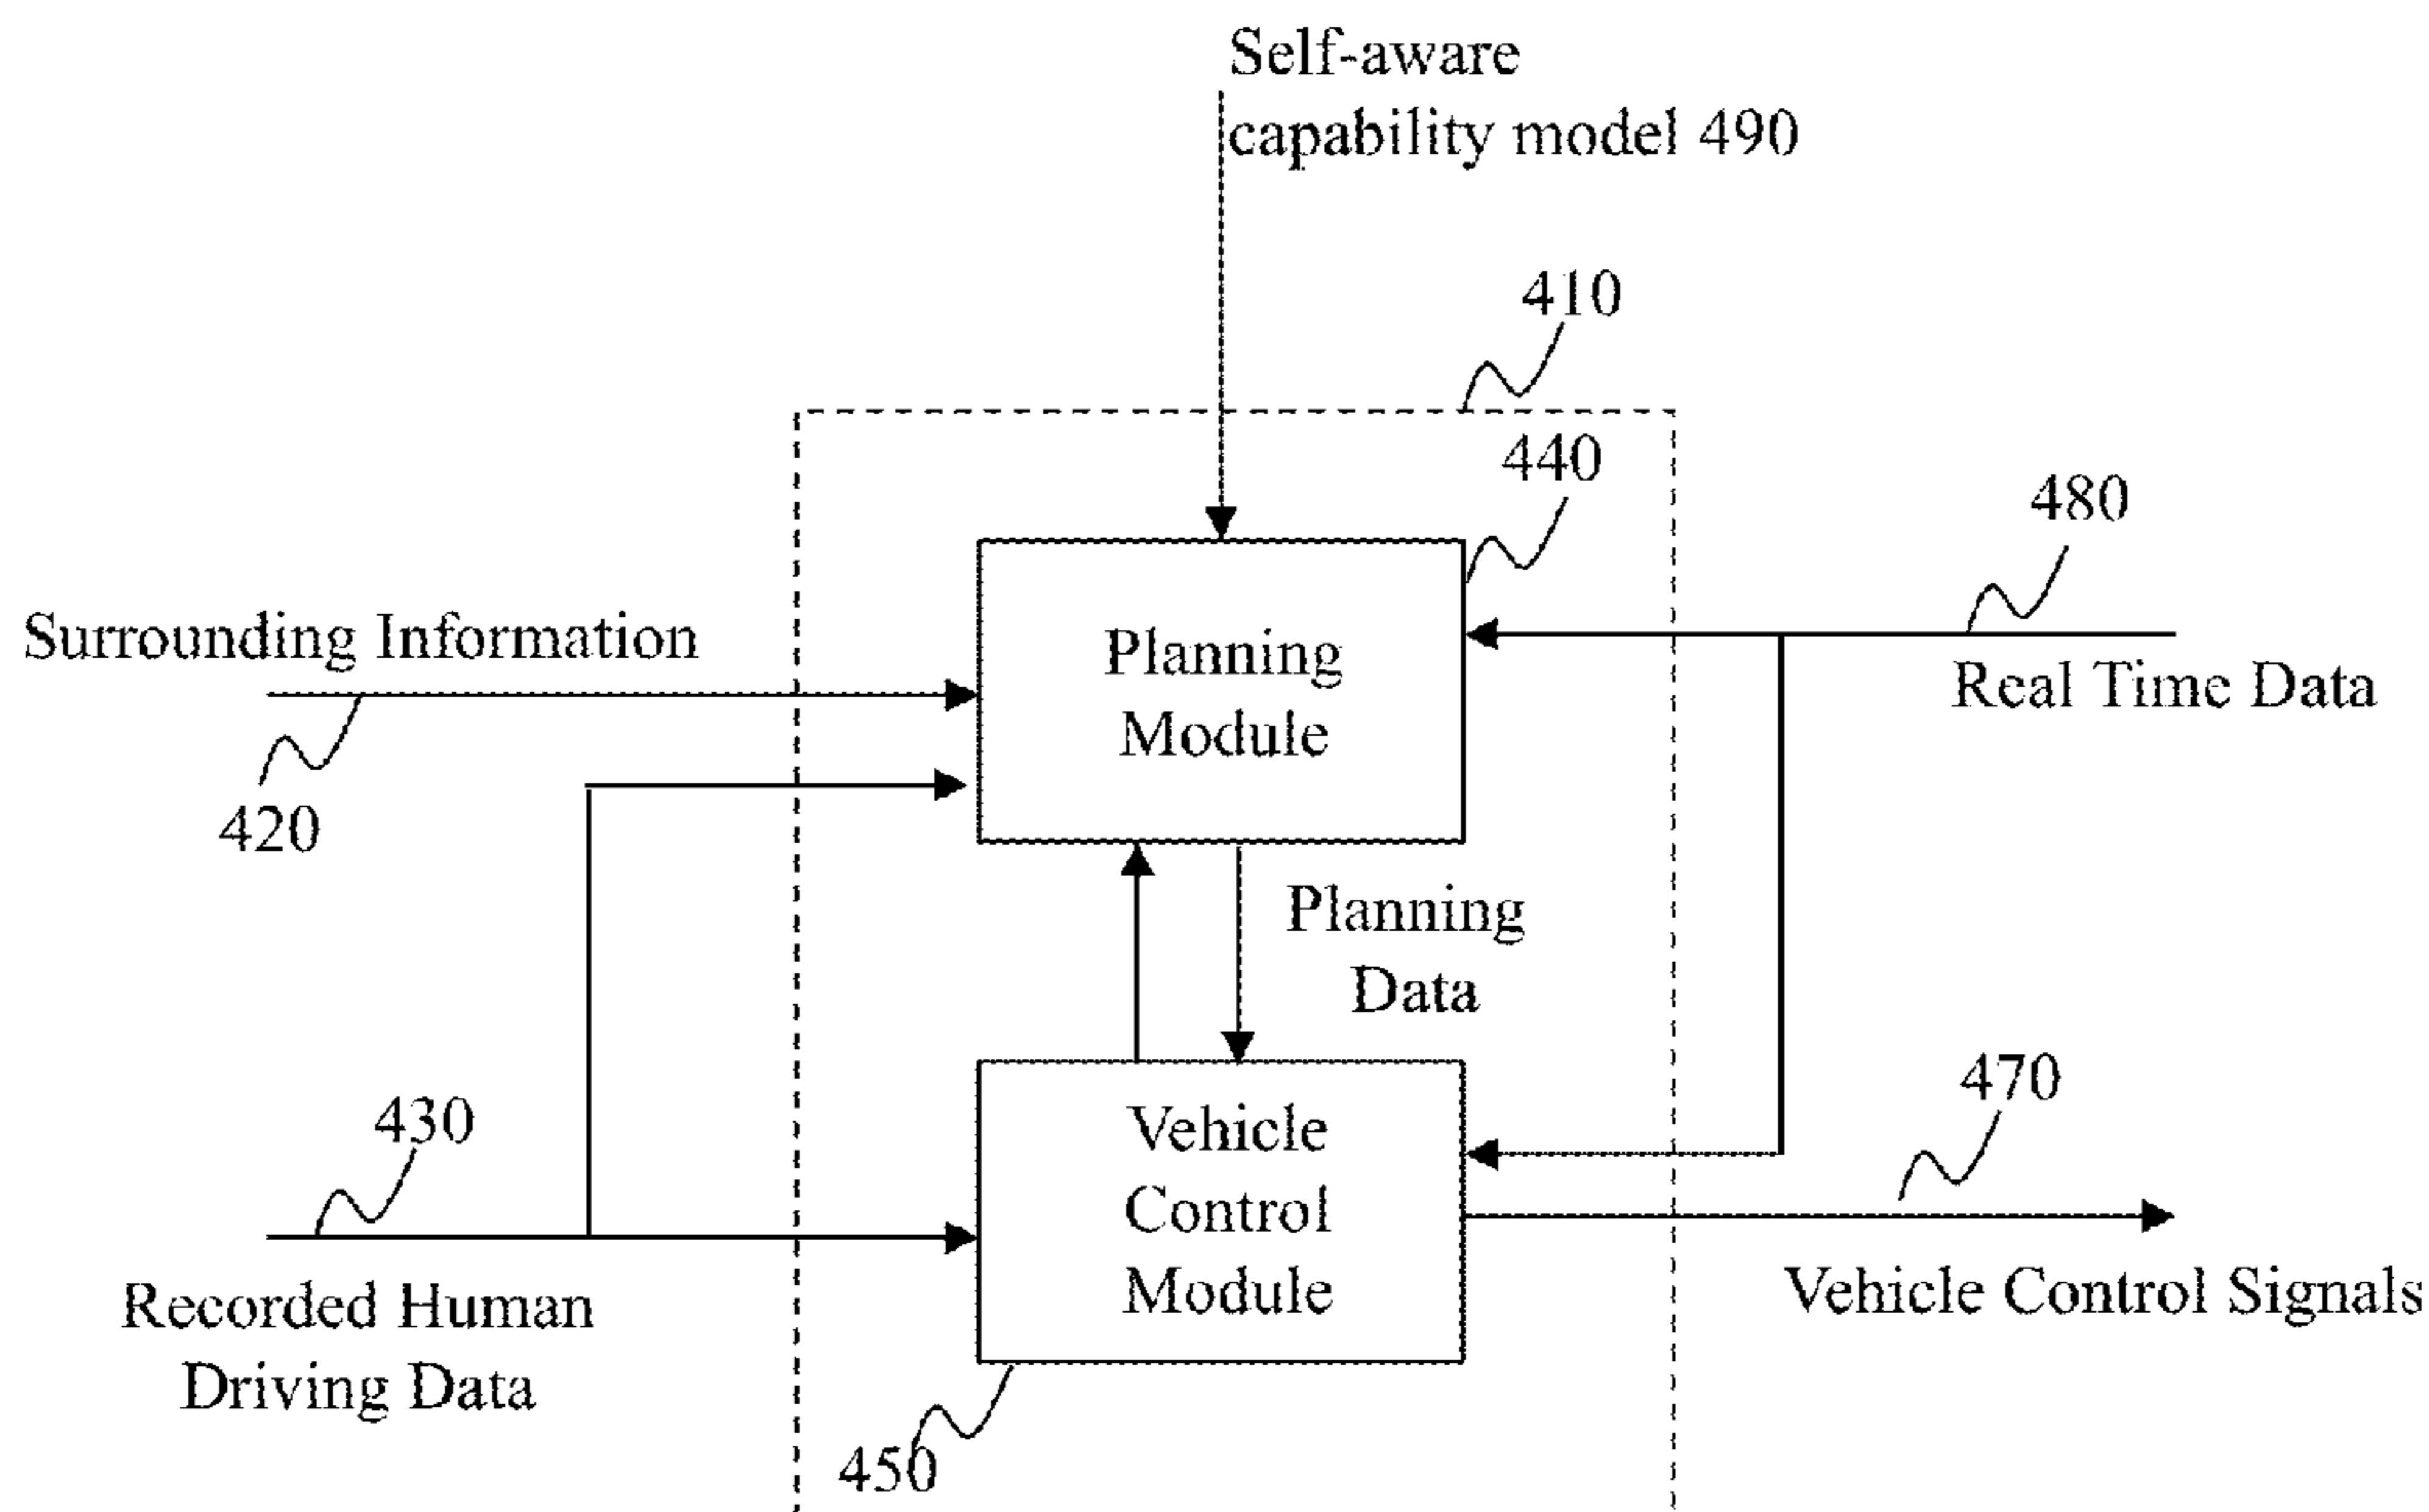 Self-aware
capability model 490
410
440
480
Surrounding Information
Planning
Module
Real Time Data
420
Planning
Data
430
Vehicle
Control
Module
470
Recorded Human
Driving Data
Vehicle Control Signals
450